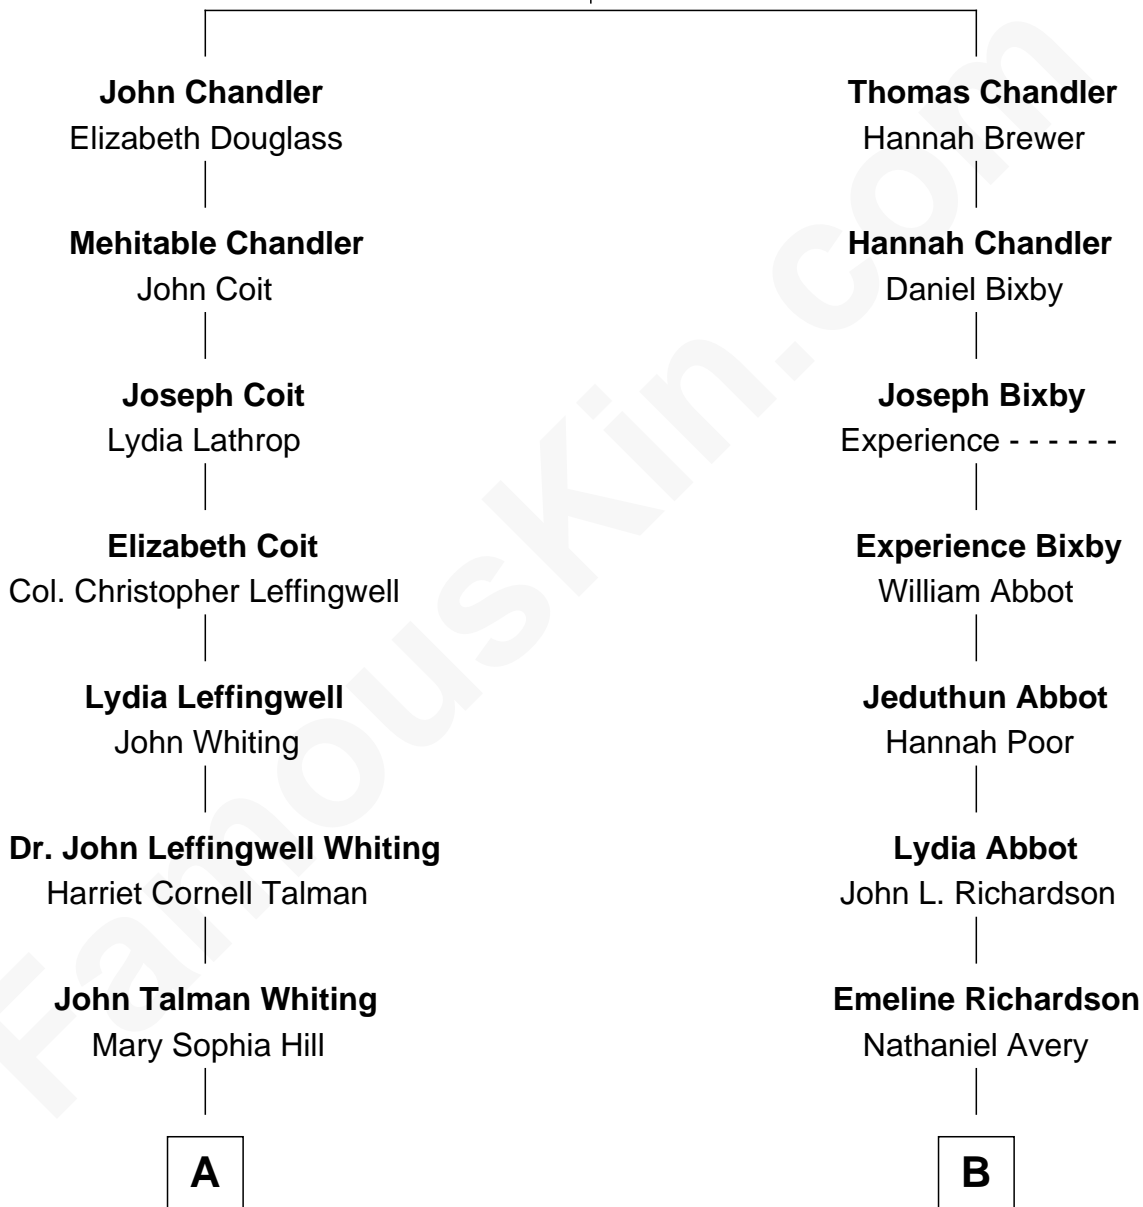 John Chandler
Elizabeth Douglass
Mehitable Chandler
John Coit
Joseph Coit
Lydia Lathrop
Elizabeth Coit
Col. Christopher Leffingwell
Lydia Leffingwell
John Whiting
Dr. John Leffingwell Whiting
Harriet Cornell Talman
John Talman Whiting
Mary Sophia Hill
A
Thomas Chandler
Hannah Brewer
Hannah Chandler
Daniel Bixby
Joseph Bixby
Experience - - - - - -
Experience Bixby
William Abbot
Jeduthun Abbot
Hannah Poor
Lydia Abbot
John L. Richardson
Emeline Richardson
Nathaniel Avery
B
FamousKin.com